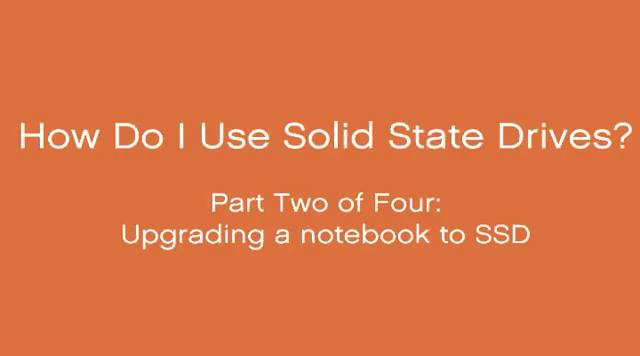 How Do I Use Solid State Drives?
Part Two of Four:
Upgrading a notebook to SSD